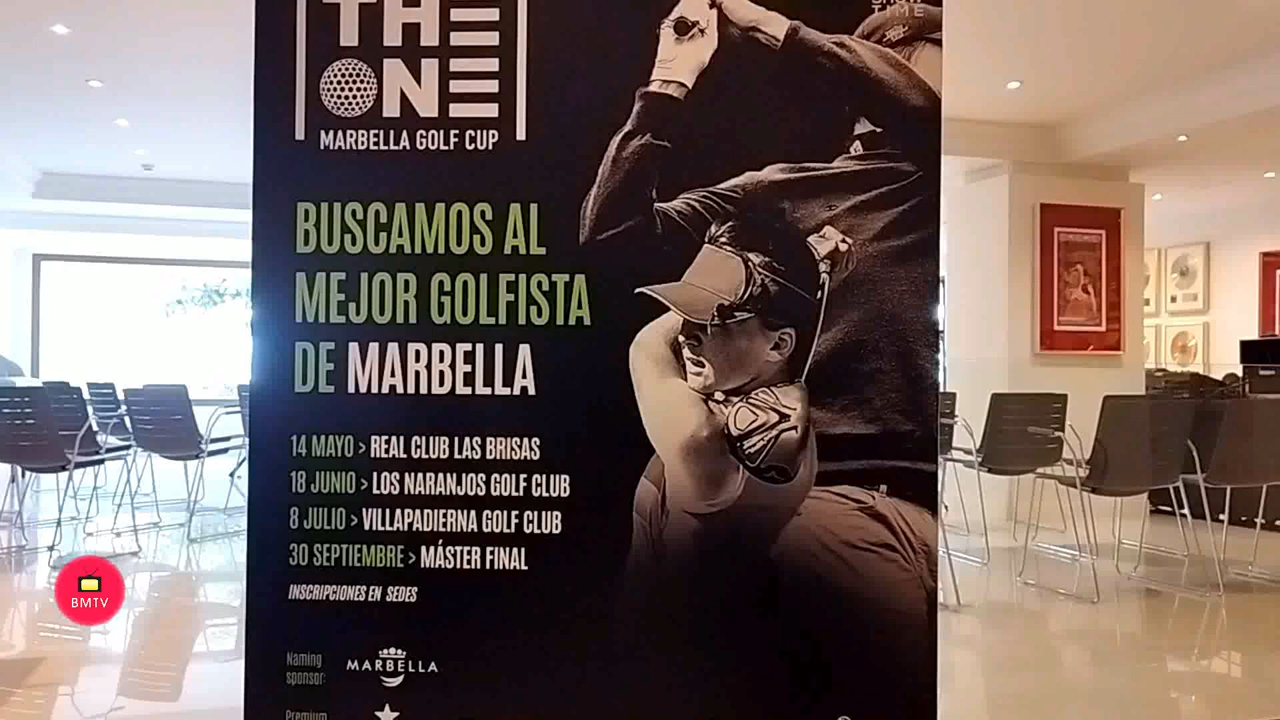 SHOW
TIME
THE
ONE
MARBELLA GOLF CUP
BUSCAMOS AL
MEJOR GOLFISTA
DE MARBELLA
14 MAYO > REAL CLUB LAS BRISAS
18 JUNIO > LOS NARANJOS GOLF CLUB
8 JULIO > VILLAPADIERNA GOLF CLUB
30 SEPTIEMBRE > MÁSTER FINAL
INSCRIPCIONES EN SEDES
BMTV
Naming
sponsor:
MARBELLA
Premium